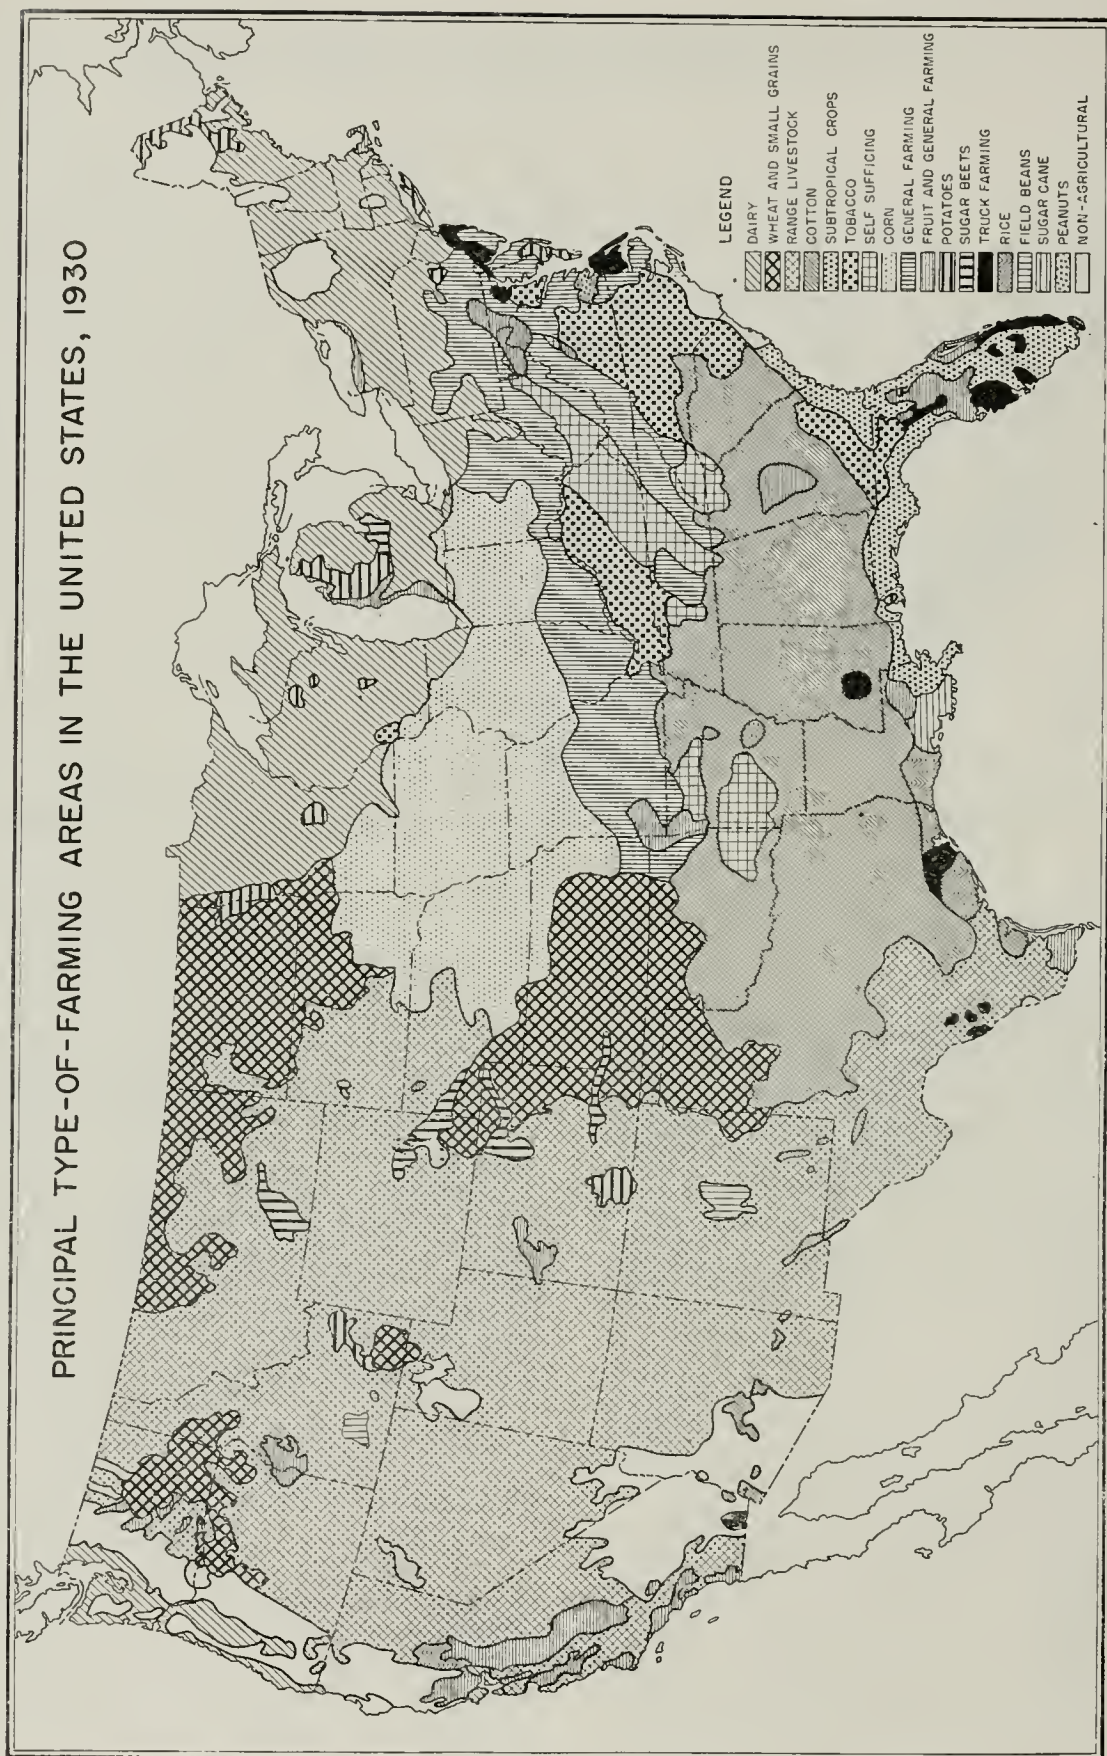 PRINCIPAL TYPE-OF-FARMING AREAS IN THE UNITED STATES, 1930
LEGEND
DAIRY
WHEAT AND SMALL GRAINS
RANGE LIVESTOCK
COTTON
SUBTROPICAL CROPS
TOBACCO
SELF SUFFICING
CORN
GENERAL FARMING
FRUIT AND GENERAL FARMING
POTATOES
SUGAR BEETS
TRUCK FARMING
RICE
FIELD BEANS
SUGAR CANE
PEANUTS
NON-AGRICULTURAL